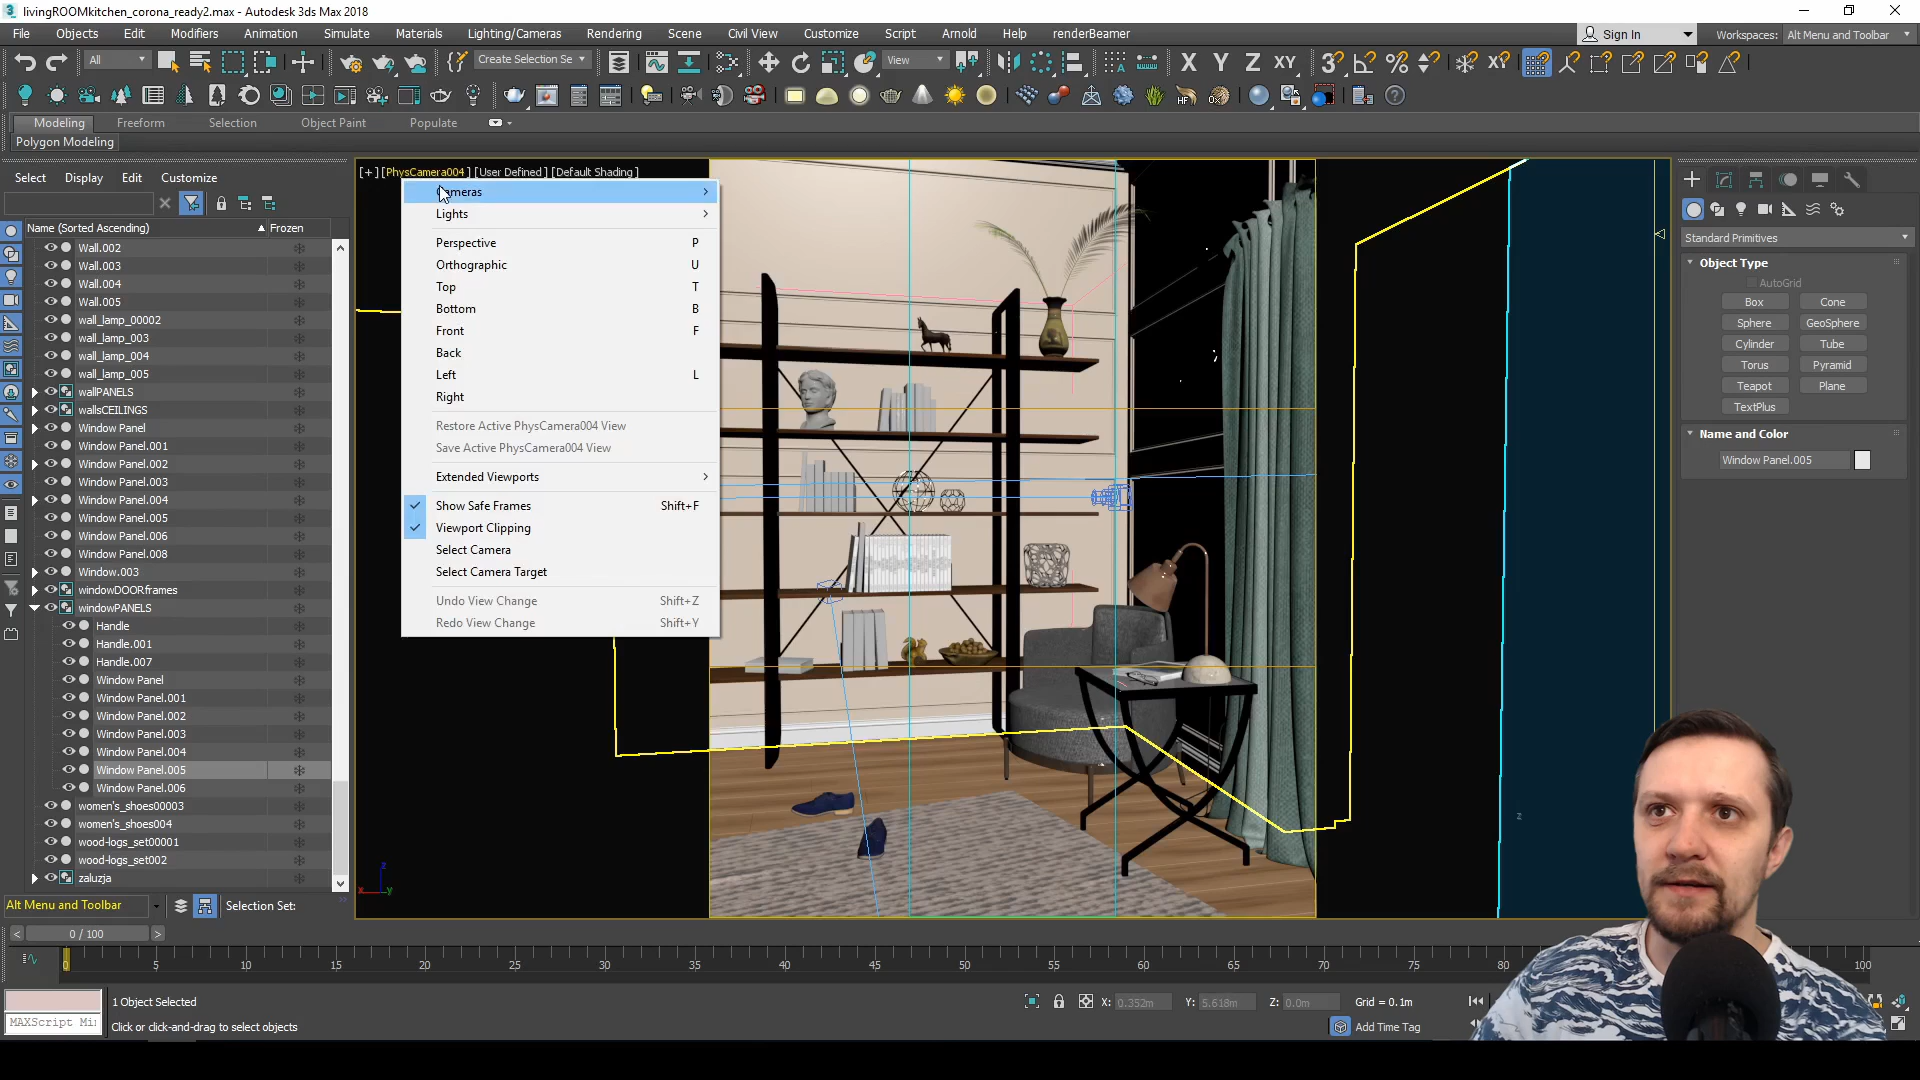 livingROOMkitchen_corona_ready2.max - Autodesk 3ds Max 2018
File Objects Edit Modifiers Animation Simulate Materials Lighting/Cameras Rendering Scene Civil View Customize Script Arnold Help renderBeamer Sign In Workspaces: Alt Menu and Toolbar
All Create Selection Se View X Y Z XY
Modeling Freeform Selection Object Paint Populate
Polygon Modeling
Select Display Edit Customize
Name (Sorted Ascending) Frozen
Wall.002
Wall.003
Wall.004
Wall.005
wall_lamp_00002
wall_lamp_003
wall_lamp_004
wall_lamp_005
wallPANELS
wallsCEILINGS
Window Panel
Window Panel.001
Window Panel.002
Window Panel.003
Window Panel.004
Window Panel.005
Window Panel.006
Window Panel.008
Window.003
windowDOORframes
windowPANELS
Handle
Handle.001
Handle.007
Window Panel
Window Panel.001
Window Panel.002
Window Panel.003
Window Panel.004
Window Panel.005
Window Panel.006
women's_shoes00003
women's_shoes004
wood-logs_set00001
wood-logs_set002
zaluzja
Alt Menu and Toolbar Selection Set:
[+] [PhysCamera004 ] [User Defined ] [Default Shading ]
Cameras
Lights
Perspective P
Orthographic U
Top T
Bottom B
Front F
Back
Left L
Right
Restore Active PhysCamera004 View
Save Active PhysCamera004 View
Extended Viewports
Show Safe Frames Shift+F
Viewport Clipping
Select Camera
Select Camera Target
Undo View Change Shift+Z
Redo View Change Shift+Y
z
x y
z
Standard Primitives
Object Type
AutoGrid
Box Cone
Sphere GeoSphere
Cylinder Tube
Torus Pyramid
Teapot Plane
TextPlus
Name and Color
Window Panel.005
0 / 100
0 5 10 15 20 25 30 35 40 45 50 55 60 65 70 75 80 100
1 Object Selected X: 0.352m Y: 5.618m Z: 0.0m Grid = 0.1m
MAXScript Mi
Click or click-and-drag to select objects Add Time Tag